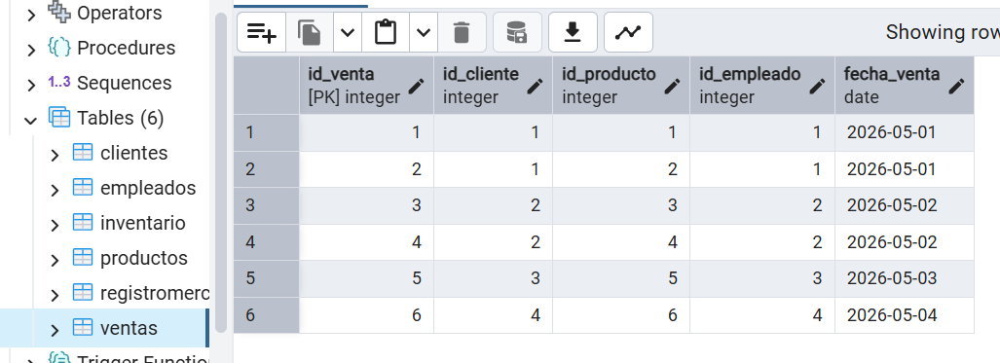 Operators
Procedures
1..3 Sequences
Tables (6)
clientes
empleados
inventario
productos
registromerc
ventas
Trigger Functio
Showing row
id_venta id_cliente id_producto id_empleado fecha_venta
[PK] integer integer integer integer date
1 1 1 1 1 2026-05-01
2 2 1 2 1 2026-05-01
3 3 2 3 2 2026-05-02
4 4 2 4 2 2026-05-02
5 5 3 5 3 2026-05-03
6 6 4 6 4 2026-05-04